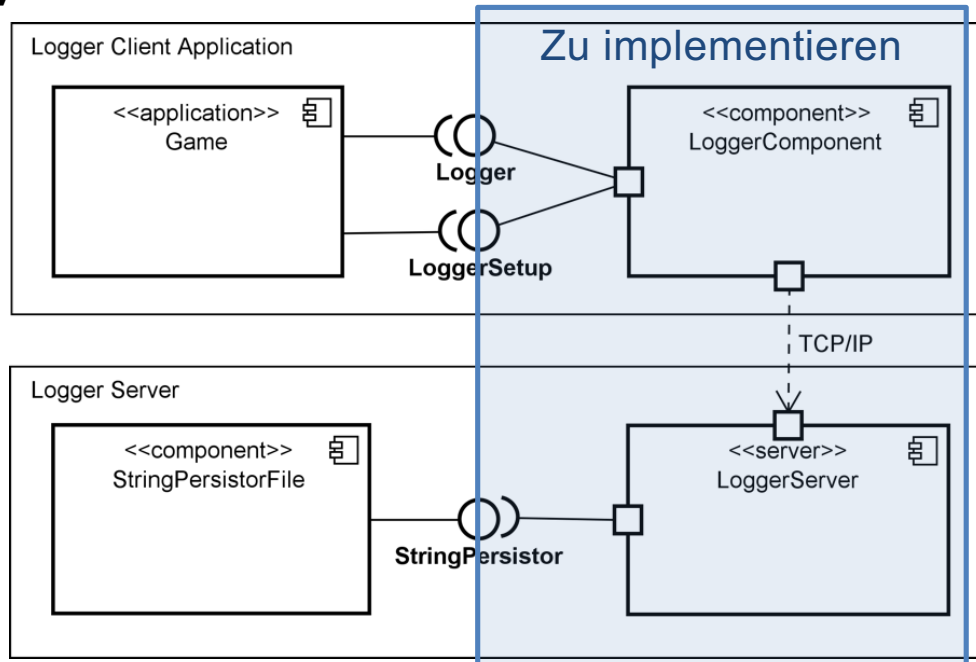 Zu implementieren
Logger Client Application
<<application>>
Game
Logger
LoggerSetup
<<component>>
LoggerComponent
TCP/IP
Logger Server
<<component>>
StringPersistorFile
StringPersistor
<<server>>
LoggerServer